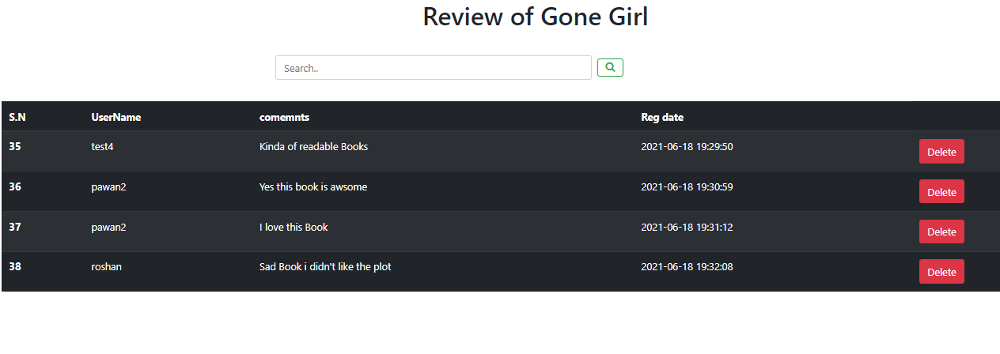 Review of Gone Girl
Search..
S.N UserName comemnts Reg date
35 test4 Kinda of readable Books 2021-06-18 19:29:50 Delete
36 pawan2 Yes this book is awsome 2021-06-18 19:30:59 Delete
37 pawan2 I love this Book 2021-06-18 19:31:12 Delete
38 roshan Sad Book i didn't like the plot 2021-06-18 19:32:08 Delete